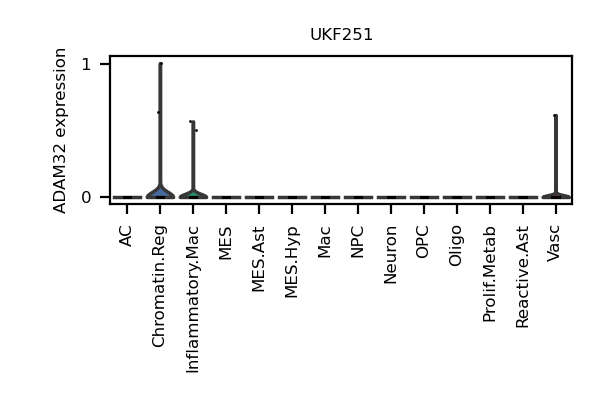 UKF251
ADAM32 expression
1
0
AC
Chromatin.Reg
Inflammatory.Mac
MES
MES.Ast
MES.Hyp
Mac
NPC
Neuron
OPC
Oligo
Prolif.Metab
Reactive.Ast
Vasc